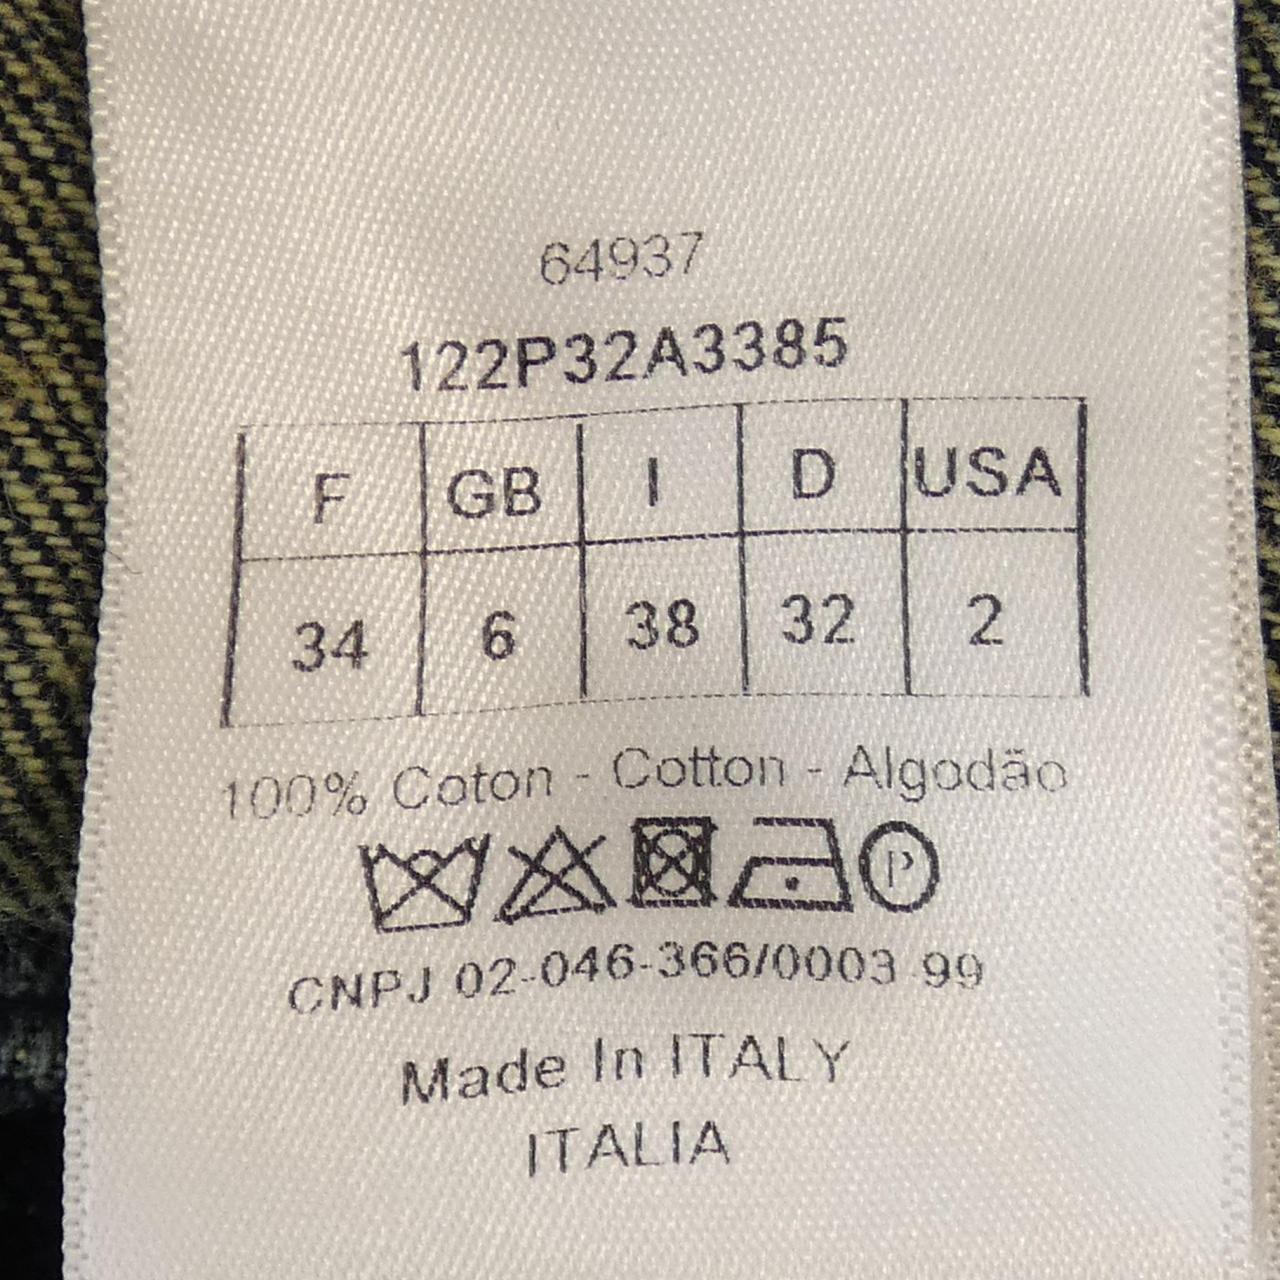 64937
122P32A3385
F GB I D USA
34 6 38 32 2
100% Coton - Cotton - Algodão
P
CNPJ 02-046-366/0003 99
Made In ITALY
ITALIA